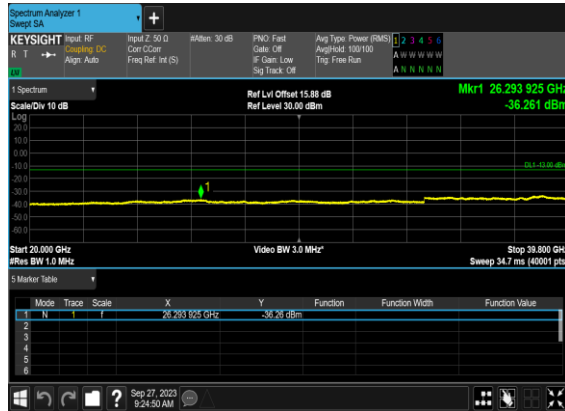 Spectrum Analyzer 1
Swept SA
+
KEYSIGHT Input: RF Input Z: 50 Ω #Atten: 30 dB PNO: Fast Avg Type: Power (RMS) 1 2 3 4 5 6
R T Coupling: DC Corr CCorr Gate: Off Avg|Hold: 100/100 A W W W W W
Align: Auto Freq Ref: Int (S) IF Gain: Low Trig: Free Run
LW Sig Track: Off A N N N N N
1 Spectrum
Ref Lvl Offset 15.88 dB Mkr1 26.293 925 GHz
Scale/Div 10 dB Ref Level 30.00 dBm -36.261 dBm
Log
20.0
10.0
0.00
-10.0
DL1 -13.00 dBm
-20.0
-30.0
1
-40.0
-50.0
-60.0
Start 20.000 GHz Video BW 3.0 MHz* Stop 39.800 GHz
#Res BW 1.0 MHz Sweep 34.7 ms (40001 pts
5 Marker Table
Mode Trace Scale X Y Function Function Width Function Value
1 N 1 f 26.293 925 GHz -36.26 dBm
2
3
4
5
6
?
Sep 27, 2023
9:24:50 AM